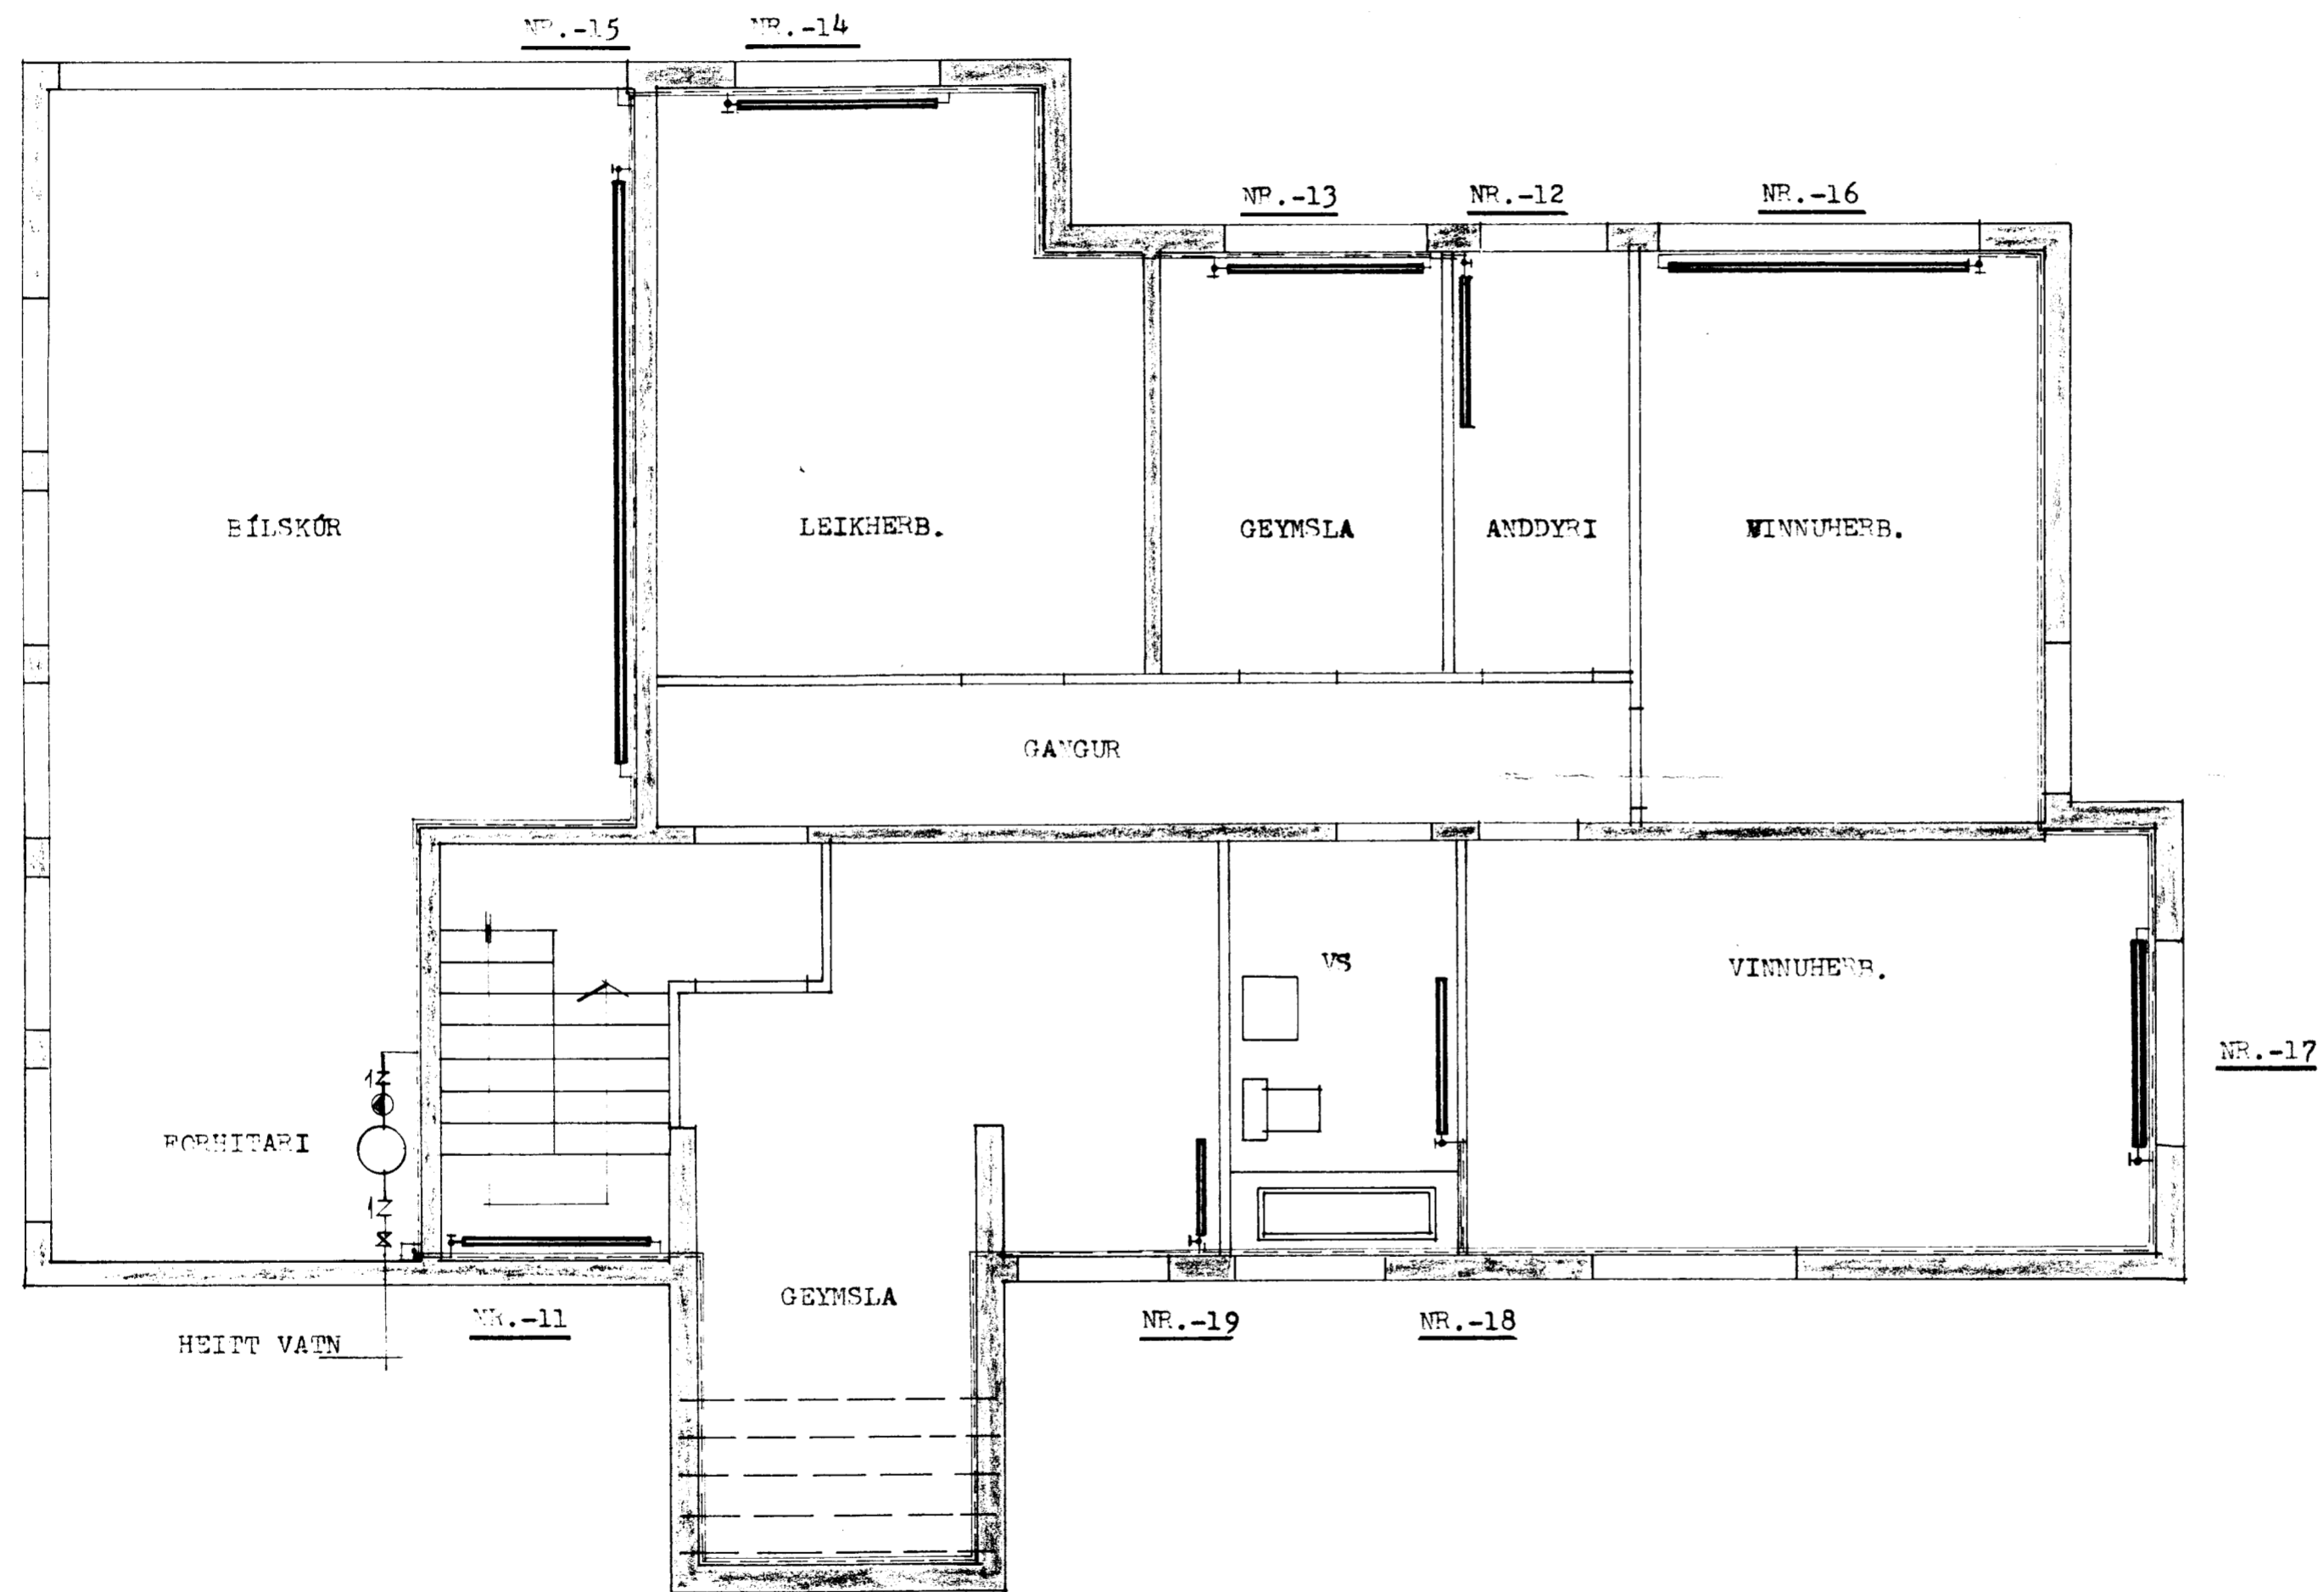 NR.-15
NR.-14
NR.-13
NR.-12
NR.-16
BÍLSKÚR
LEIKHERB.
GEYMSLA
ANDDYRI
VINNUHERB.
GANGUR
VS
VINNUHERB.
NR.-17
FORHITARI
GEYMSLA
NR.-11
NR.-19
NR.-18
HEITT VATN